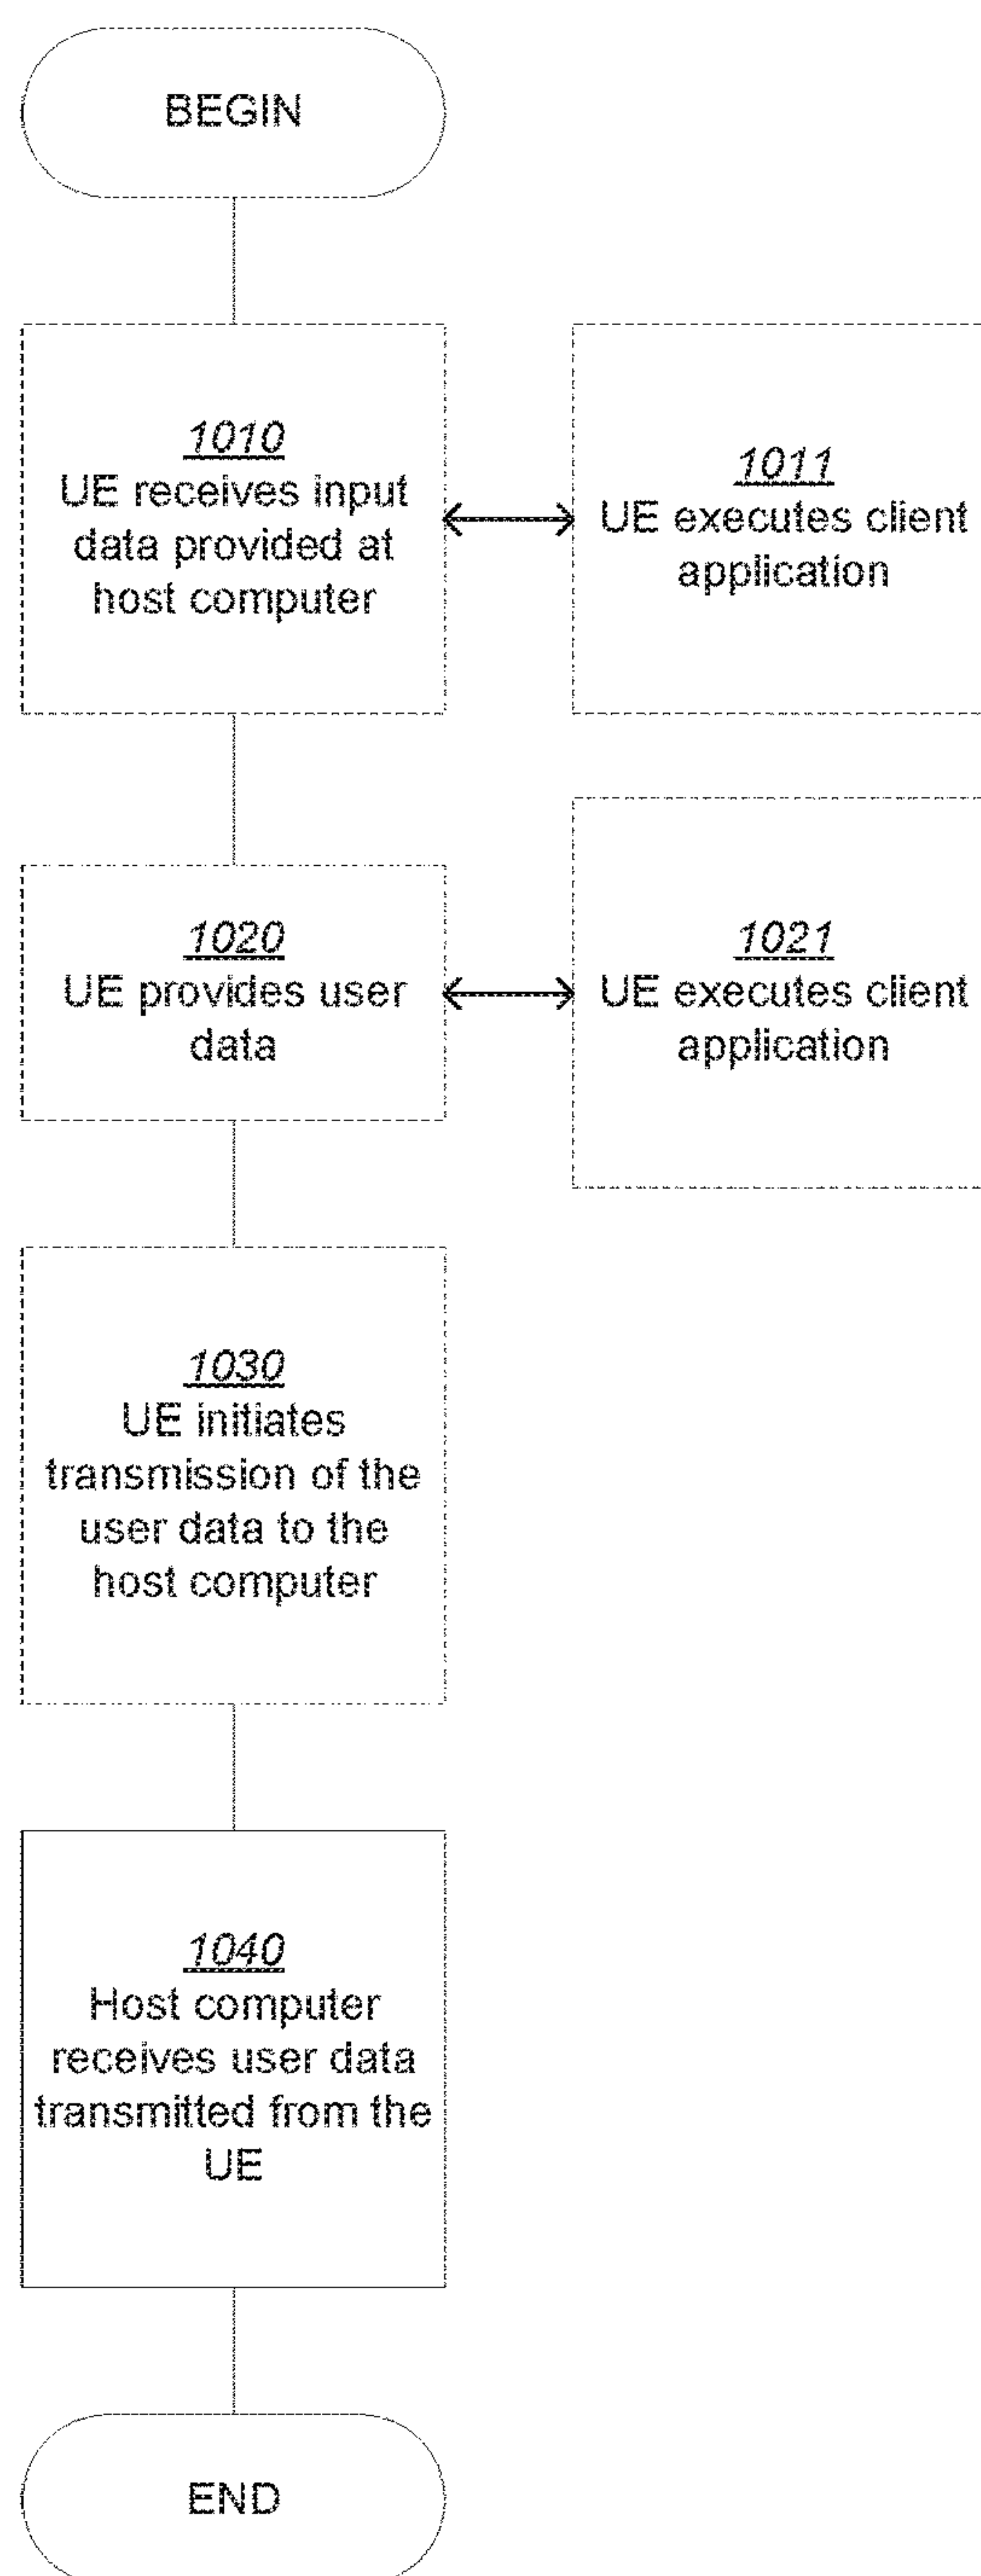 BEGIN
1010
UE receives input
data provided at
host computer
1011
UE executes client
application
1020
UE provides user
data
1021
UE executes client
application
1030
UE initiates
transmission of the
user data to the
host computer
1040
Host computer
receives user data
transmitted from the
UE
END